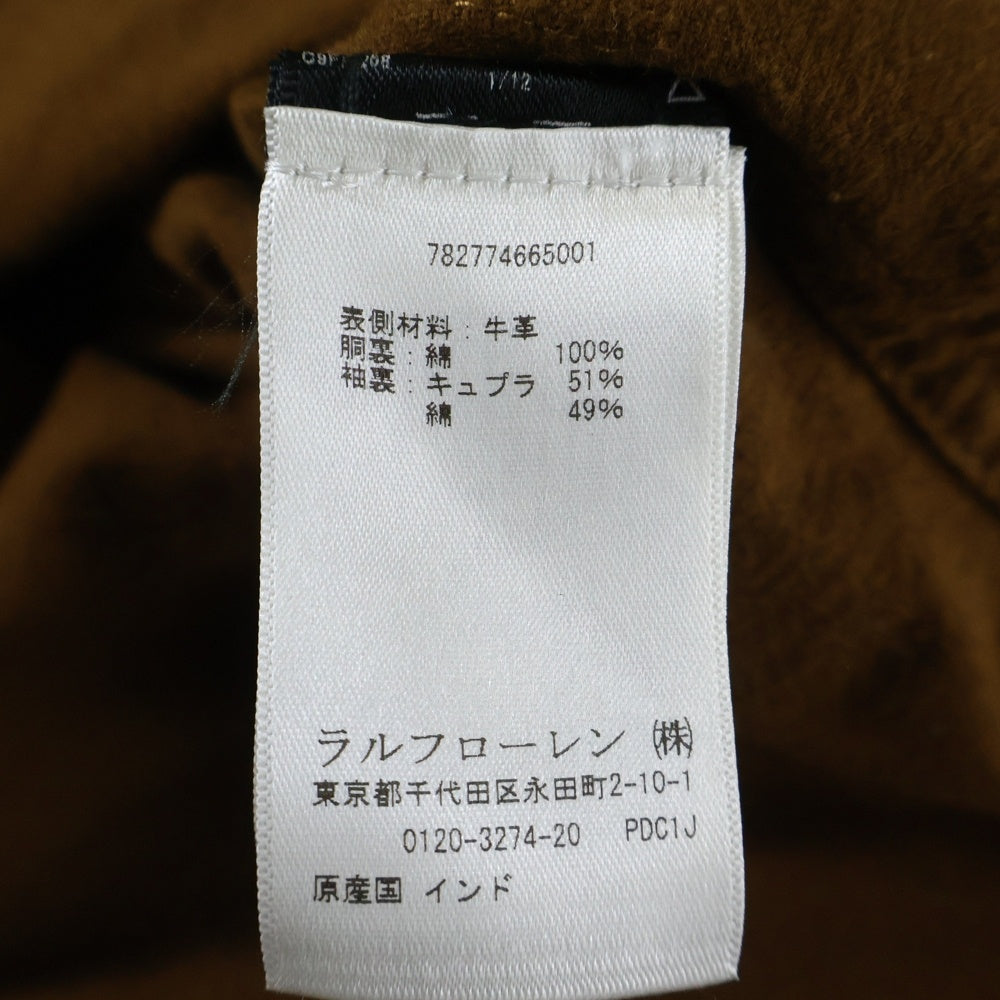 1/12
782774665001
表側材料：牛革
胴裏：綿 100%
袖裏：キュプラ 51%
綿 49%
ラルフローレン ㈱
東京都千代田区永田町2-10-1
0120-3274-20 PDC1J
原産国 インド